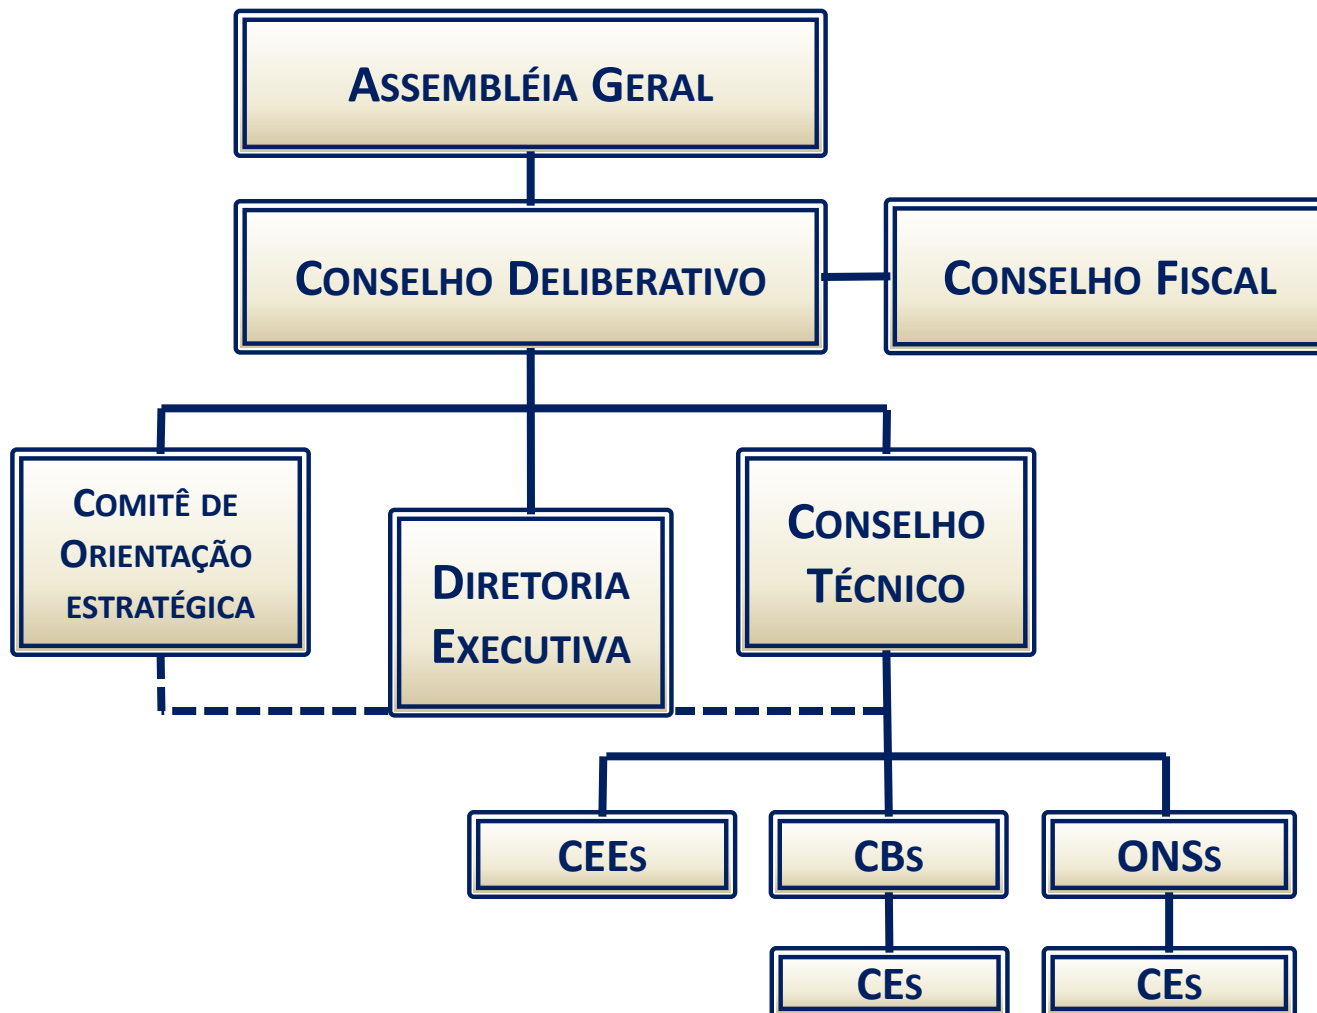 ASSEMBLÉIA GERAL
CONSELHO DELIBERATIVO
CONSELHO FISCAL
COMITÊ DE
ORIENTAÇÃO
ESTRATÉGICA
DIRETORIA
EXECUTIVA
CONSELHO
TÉCNICO
CEES
CBS
ONSS
CES
CES